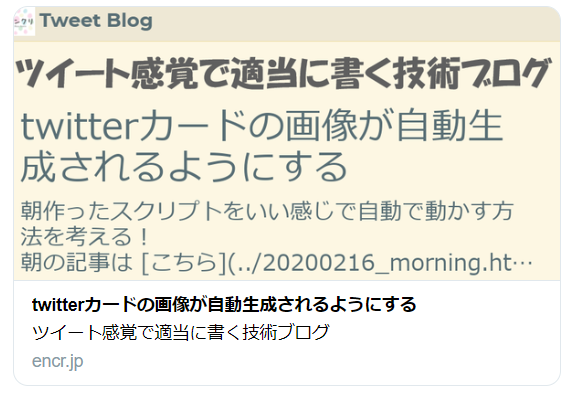 Tweet Blog
ツイート感覚で適当に書く技術ブログ
twitterカードの画像が自動生
成されるようにする
朝作ったスクリプトをいい感じで自動で動かす方
法を考える！
朝の記事は [こちら](../20200216_morning.ht…
twitterカードの画像が自動生成されるようにする
ツイート感覚で適当に書く技術ブログ
encr.jp